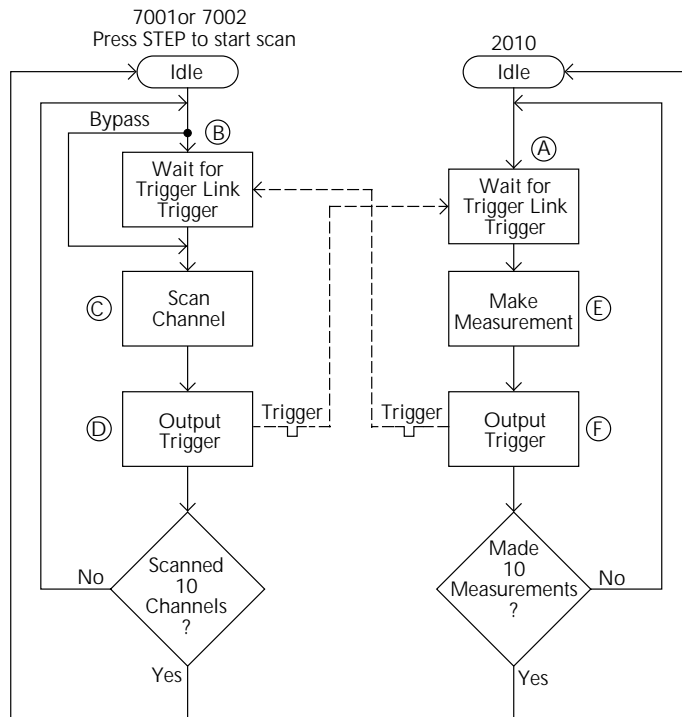 7001or 7002
Press STEP to start scan
Idle
Bypass
B
Wait for
Trigger Link
Trigger
C
Scan
Channel
D
Output
Trigger
Trigger
Scanned
10
Channels
?
No
Yes
2010
Idle
A
Wait for
Trigger Link
Trigger
Make
Measurement
E
Trigger
Output
Trigger
F
Made
10
Measurements
?
No
Yes